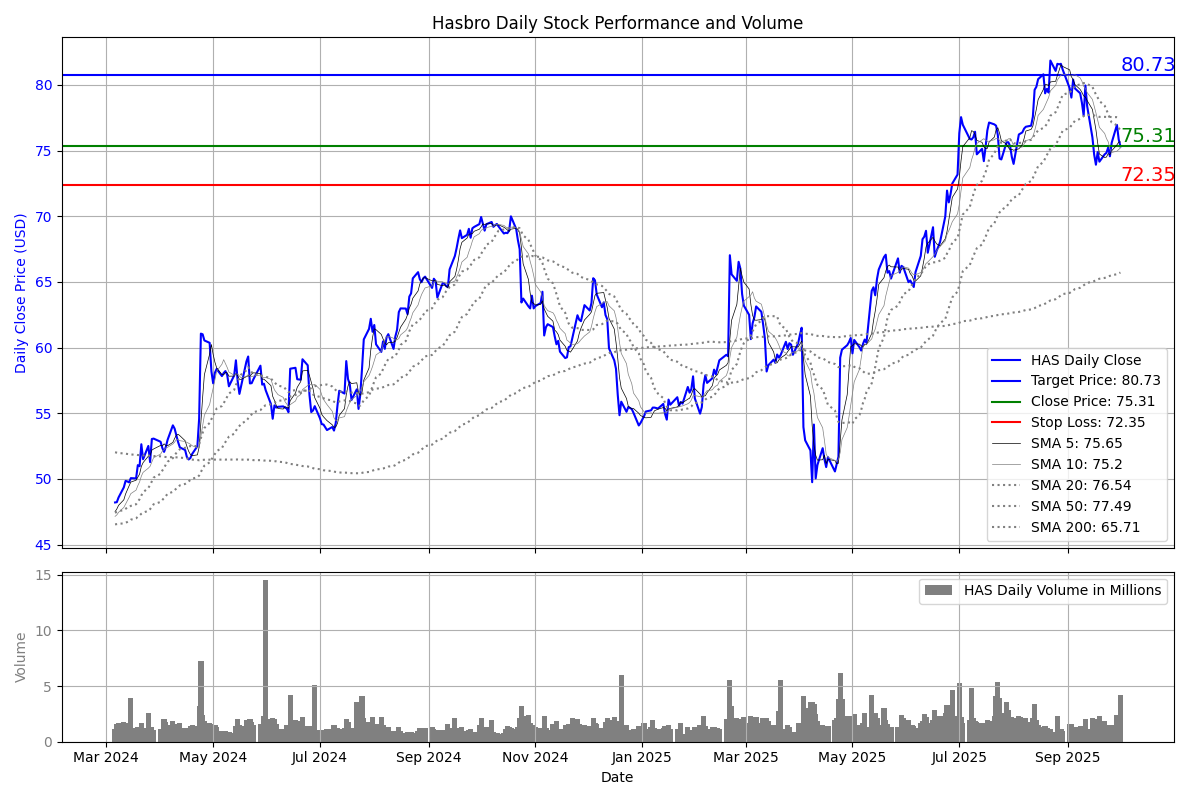 Hasbro Daily Stock Performance and Volume
Daily Close Price (USD)
80
75
70
65
60
55
50
45
80.73
75.31
72.35
HAS Daily Close
Target Price: 80.73
Close Price: 75.31
Stop Loss: 72.35
SMA 5: 75.65
SMA 10: 75.2
SMA 20: 76.54
SMA 50: 77.49
SMA 200: 65.71
Volume
15
10
5
0
HAS Daily Volume in Millions
Mar 2024 May 2024 Jul 2024 Sep 2024 Nov 2024 Jan 2025 Mar 2025 May 2025 Jul 2025 Sep 2025
Date